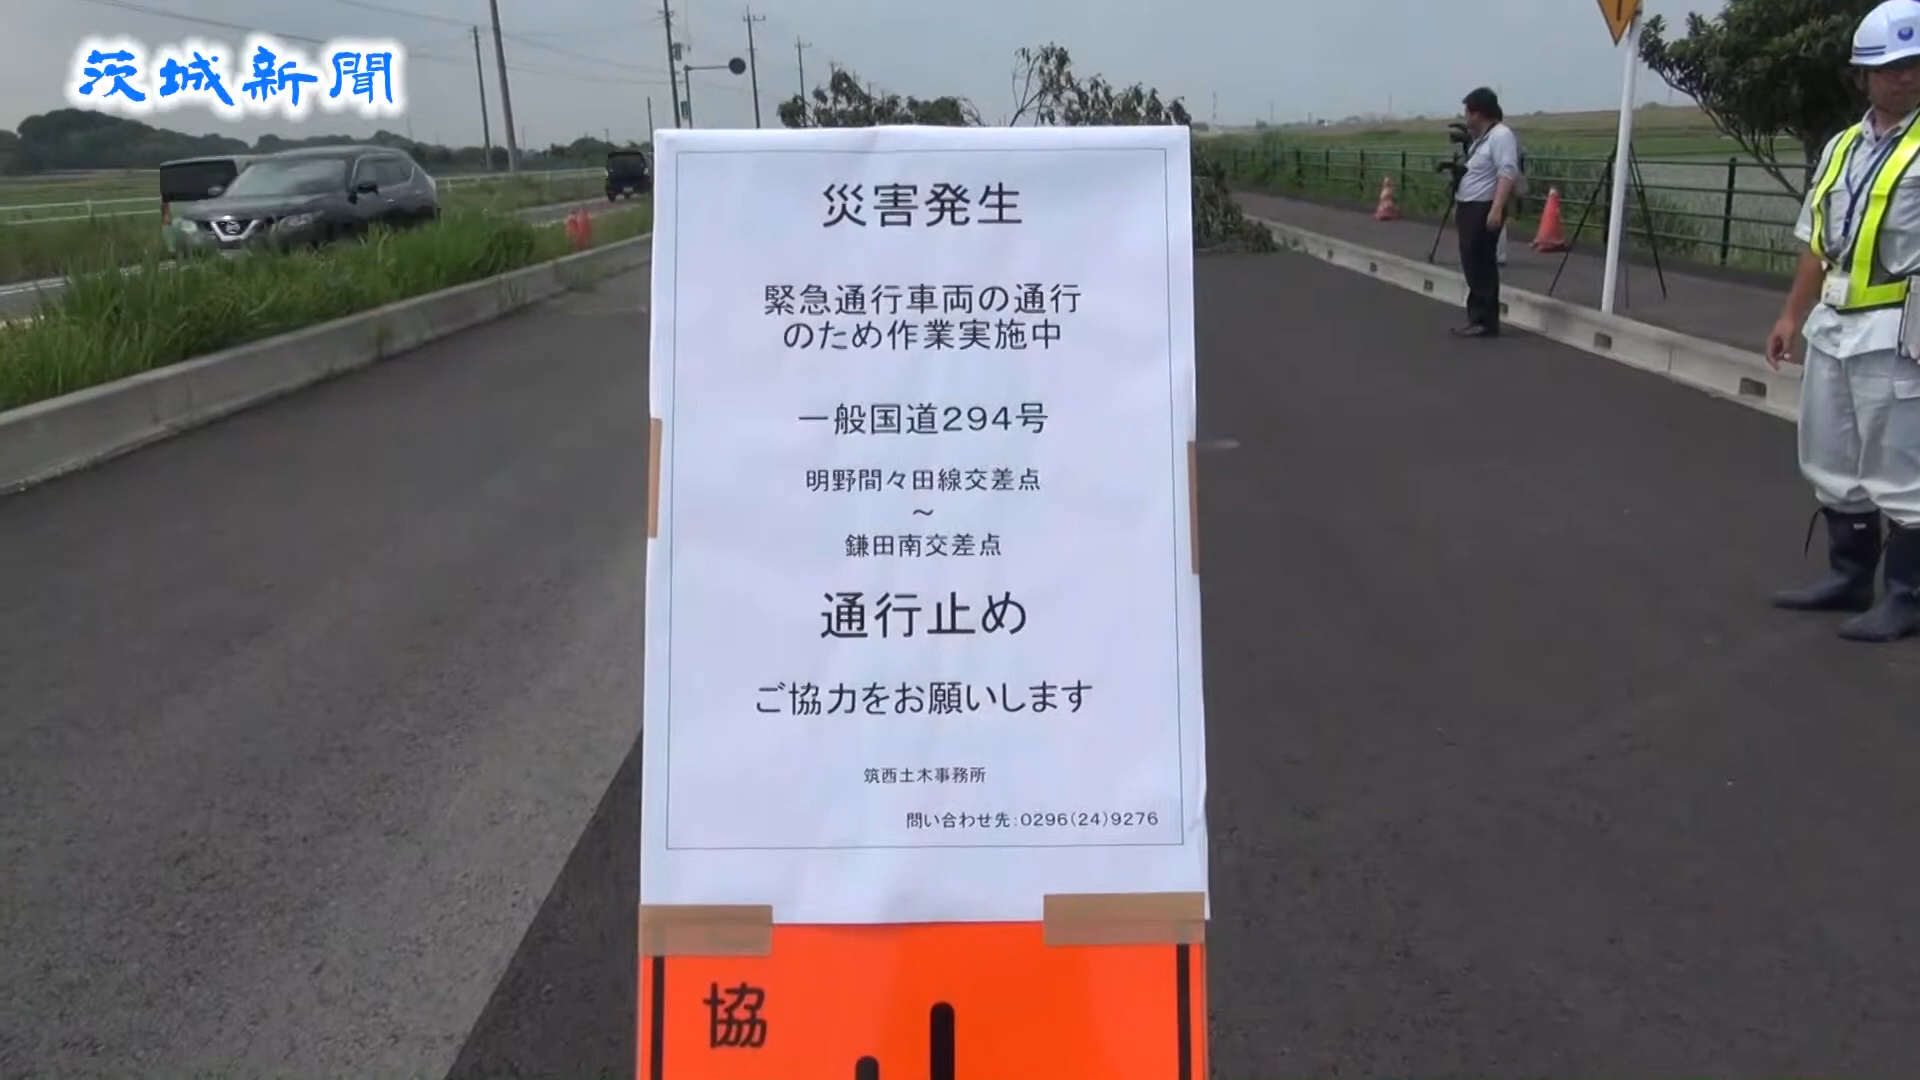 茨城新聞
災害発生
緊急通行車両の通行
のため作業実施中
一般国道294号
明野間々田線交差点
～
鎌田南交差点
通行止め
ご協力をお願いします
筑西土木事務所
問い合わせ先:0296(24)9276
協